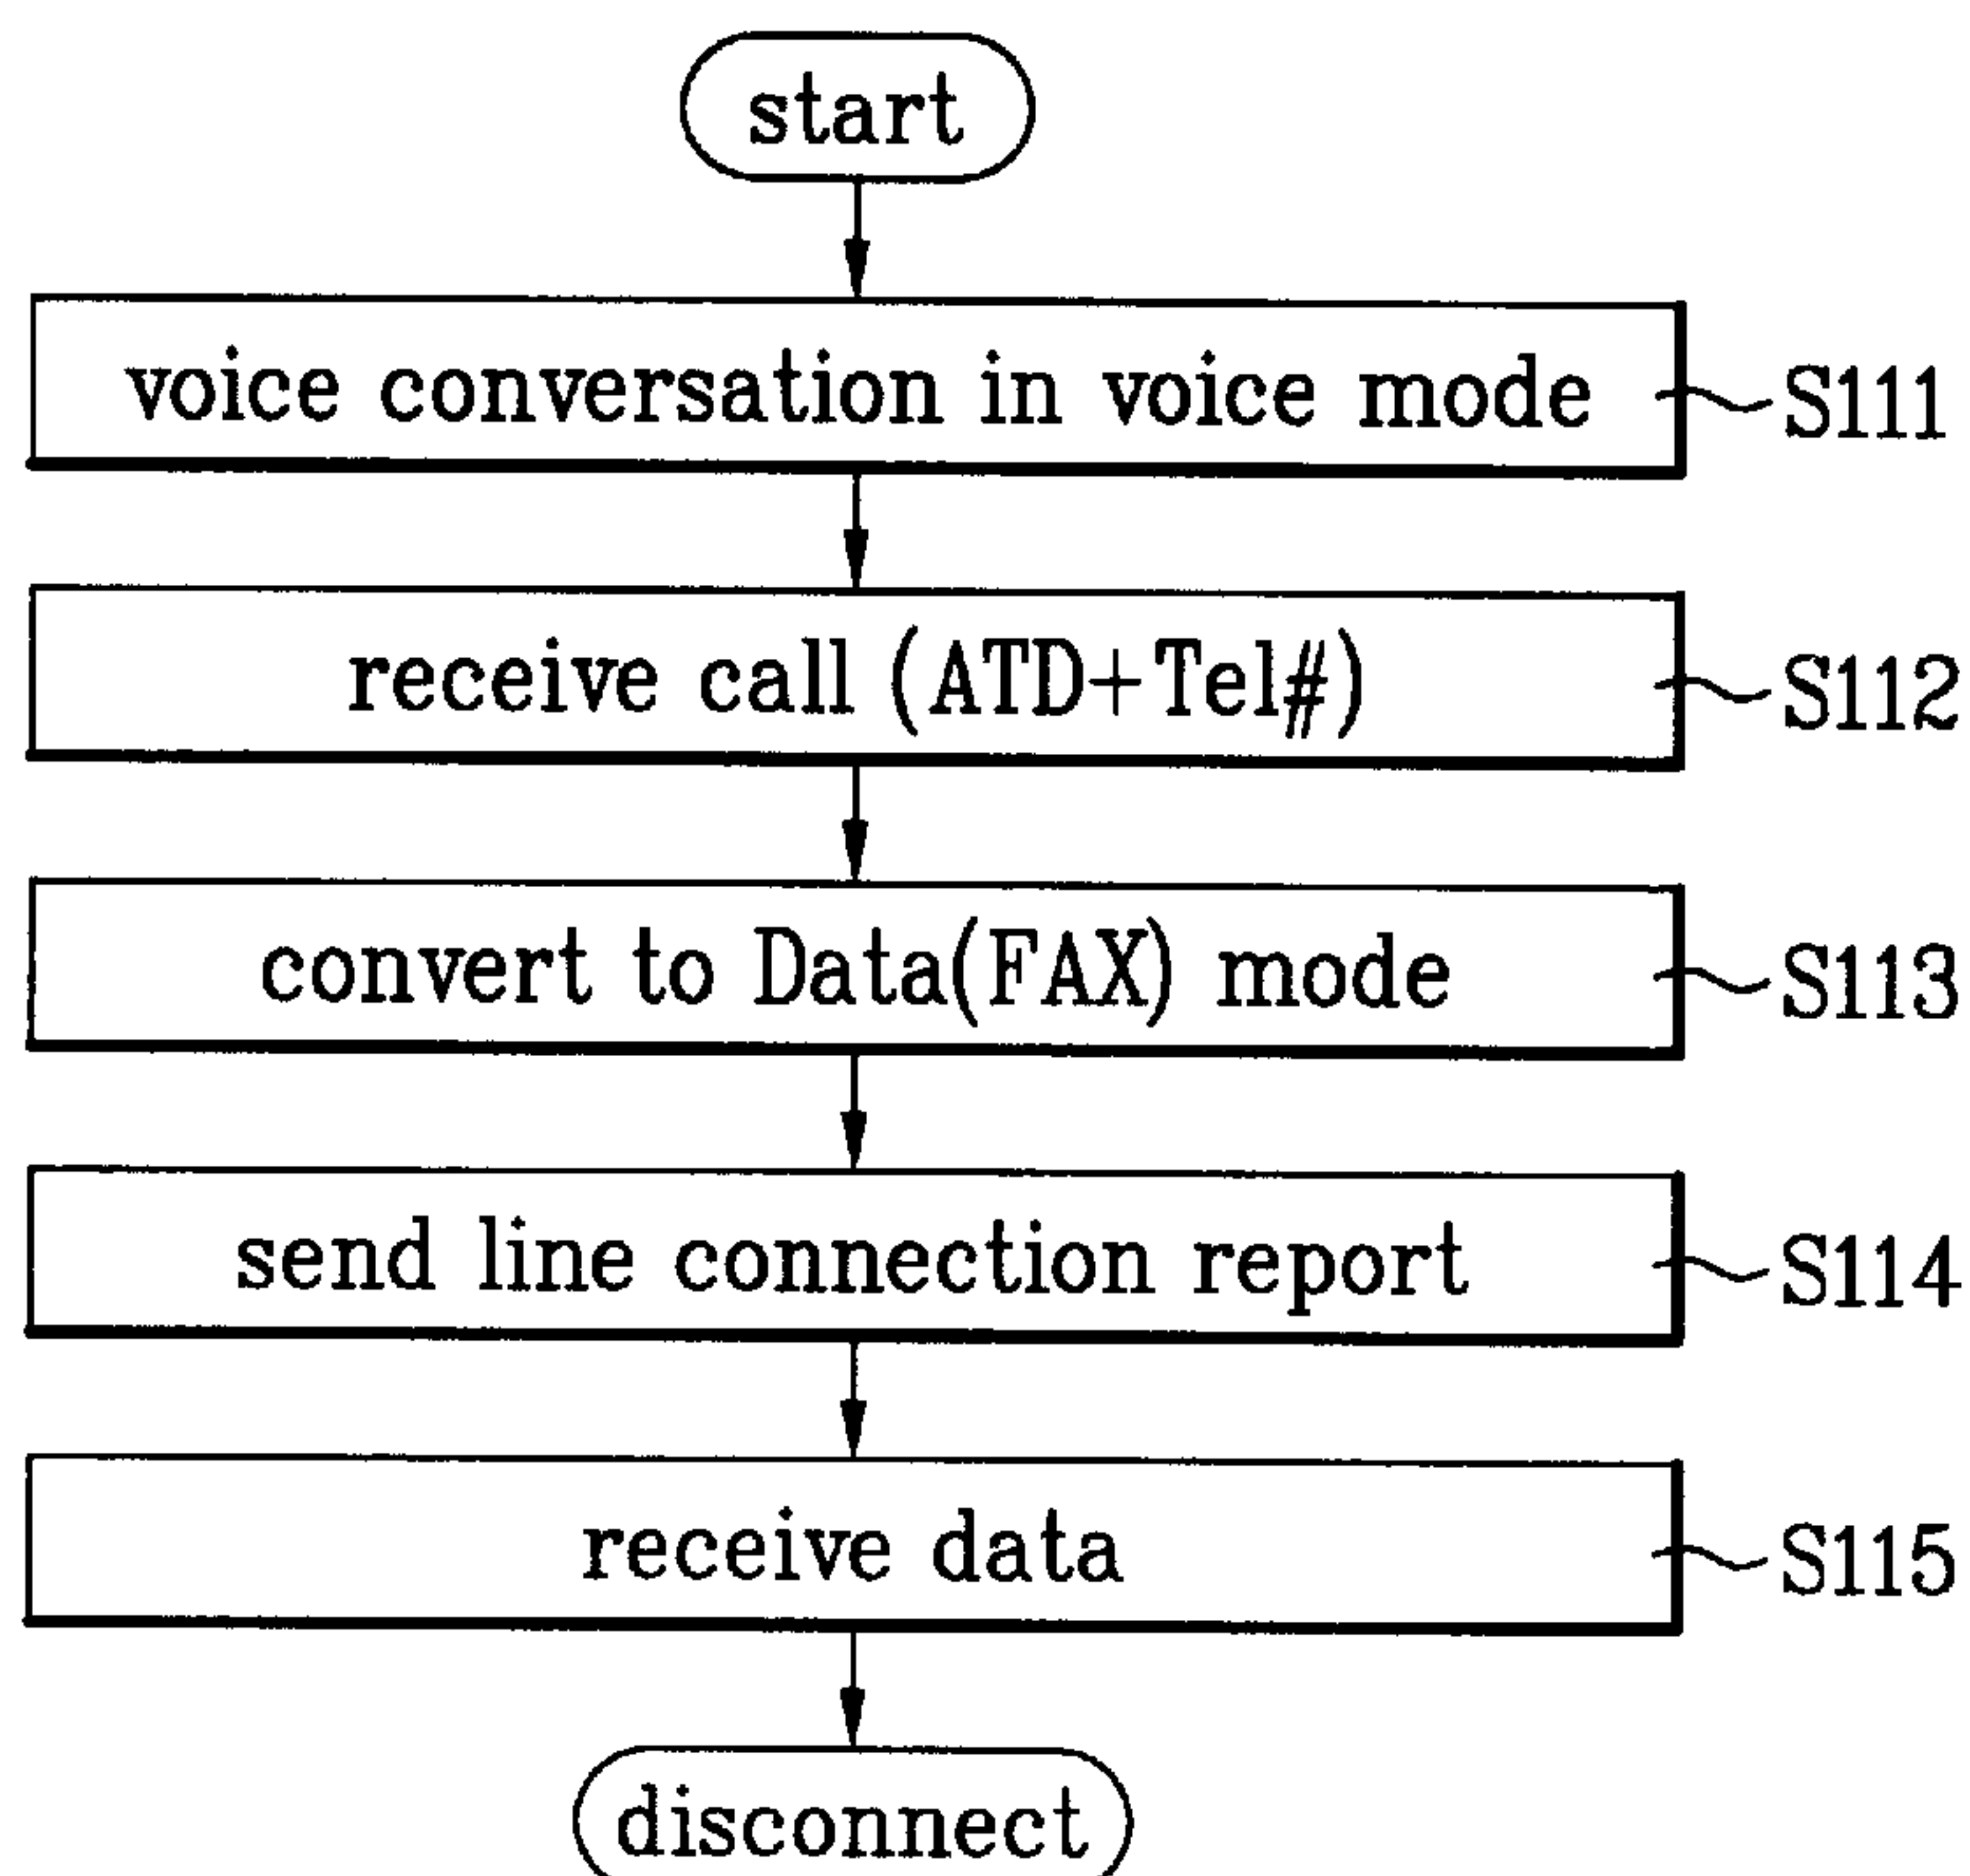 start
voice conversation in voice mode S111
receive call (ATD+Tel#) S112
convert to Data(FAX) mode S113
send line connection report S114
receive data S115
disconnect